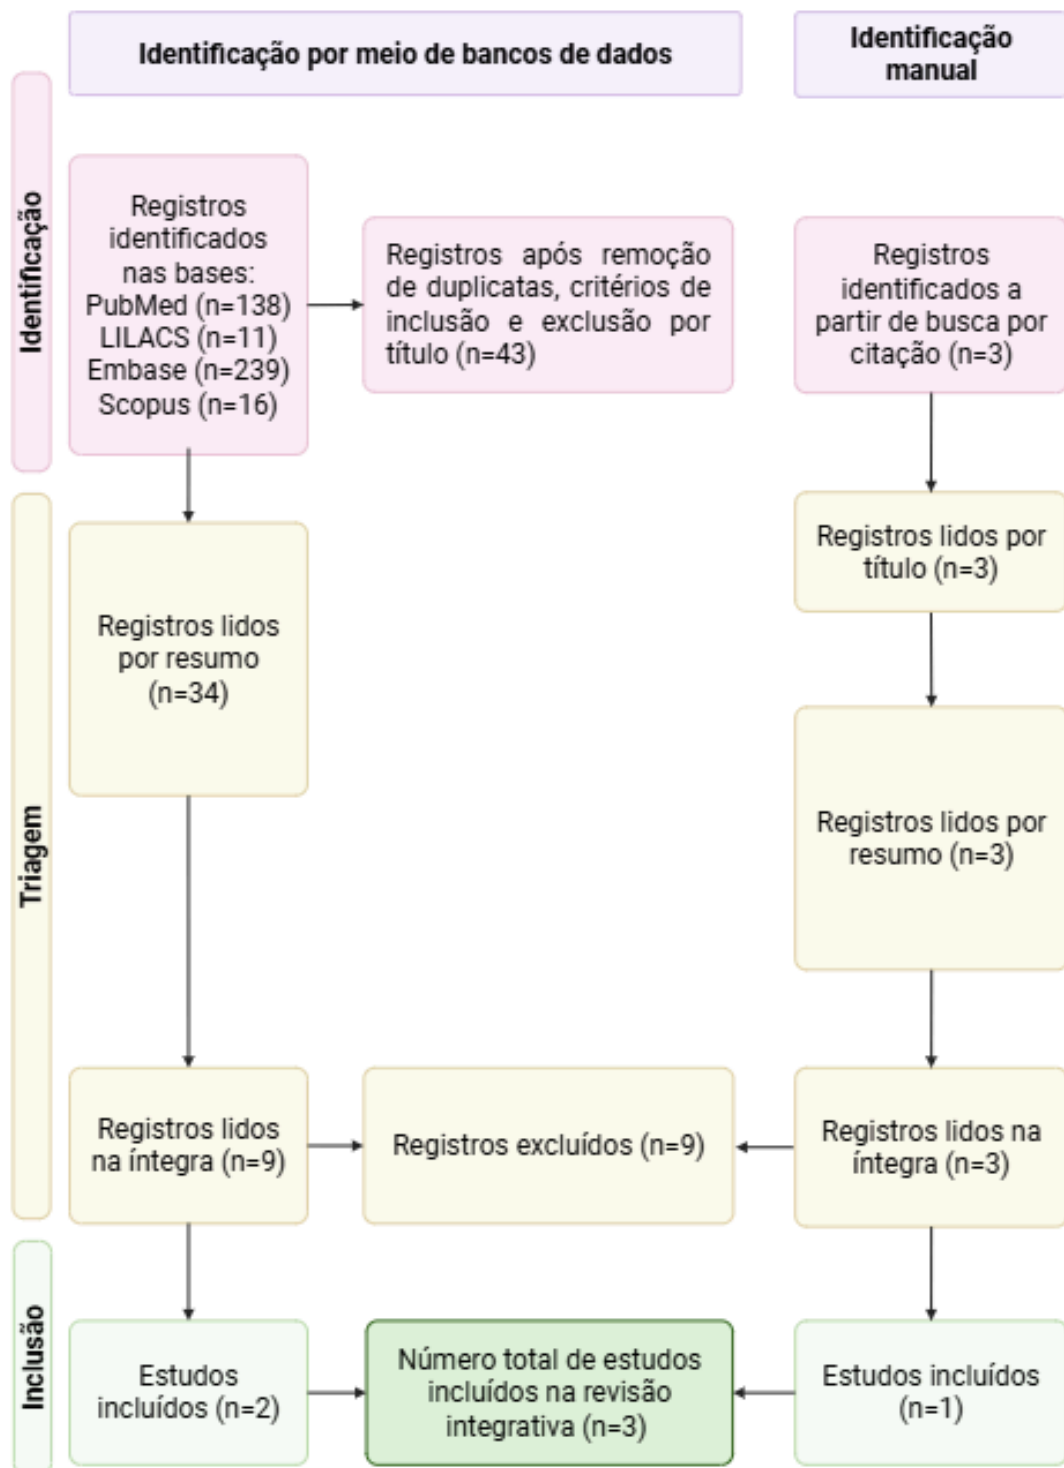 Identificação por meio de bancos de dados
Identificação
manual
Identificação
Registros
identificados
nas bases:
PubMed (n=138)
LILACS (n=11)
Embase (n=239)
Scopus (n=16)
Registros após remoção
de duplicatas, critérios de
inclusão e exclusão por
título (n=43)
Registros
identificados a
partir de busca por
citação (n=3)
Triagem
Registros lidos por
título (n=3)
Registros lidos
por resumo
(n=34)
Registros lidos por
resumo (n=3)
Registros lidos
na íntegra (n=9)
Registros excluídos (n=9)
Registros lidos na
íntegra (n=3)
Inclusão
Estudos
incluídos (n=2)
Número total de estudos
incluídos na revisão
integrativa (n=3)
Estudos incluídos
(n=1)